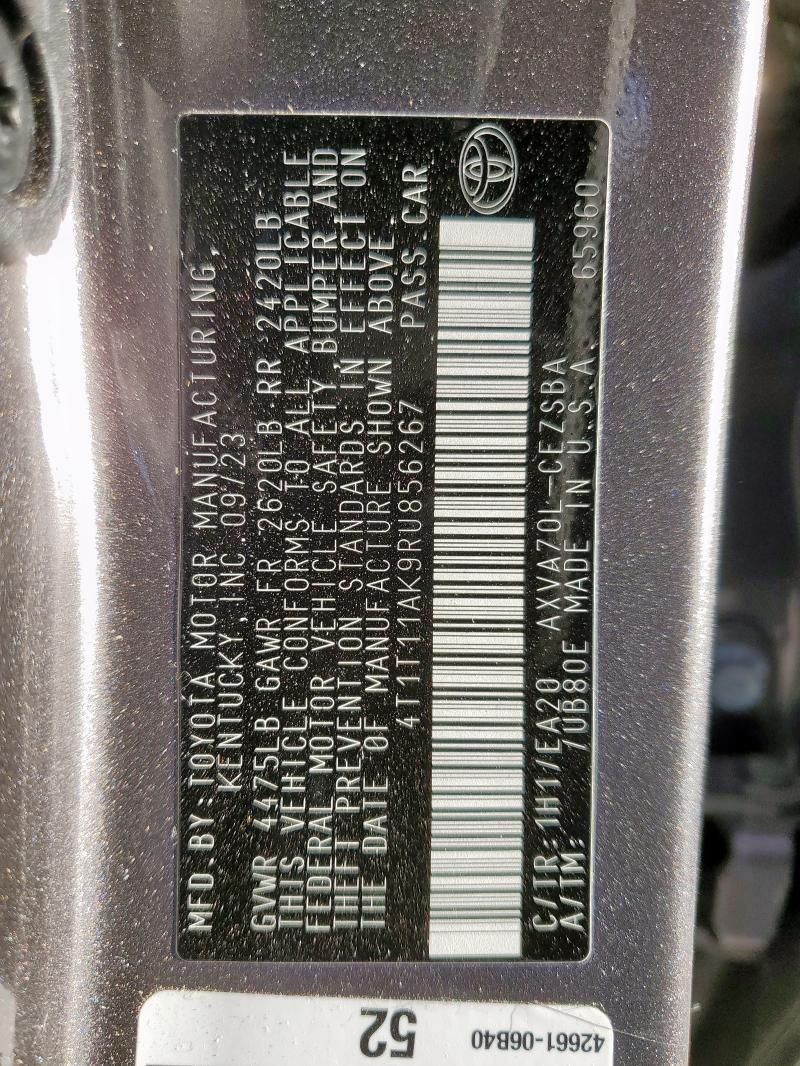 MFD.BY:TOYOTA MOTOR MANUFACTURING,
KENTUCKY,INC 09/23
GVWR 4475LB GAWR FR 2620LB RR 2420LB
THIS VEHICLE CONFORMS TO ALL APPLICABLE
FEDERAL MOTOR VEHICLE SAFETY,BUMPER AND
THEFT PREVENTION STANDARDS IN EFFECT ON
THE DATE OF MANUFACTURE SHOWN ABOVE.
4T1T11AK9RU856267 PASS CAR
C/TR:1H1/EA20 AXVA70L-CEZSBA
A/TM: /UB80E MADE IN U.S.A. 65960
52
42661-06B40